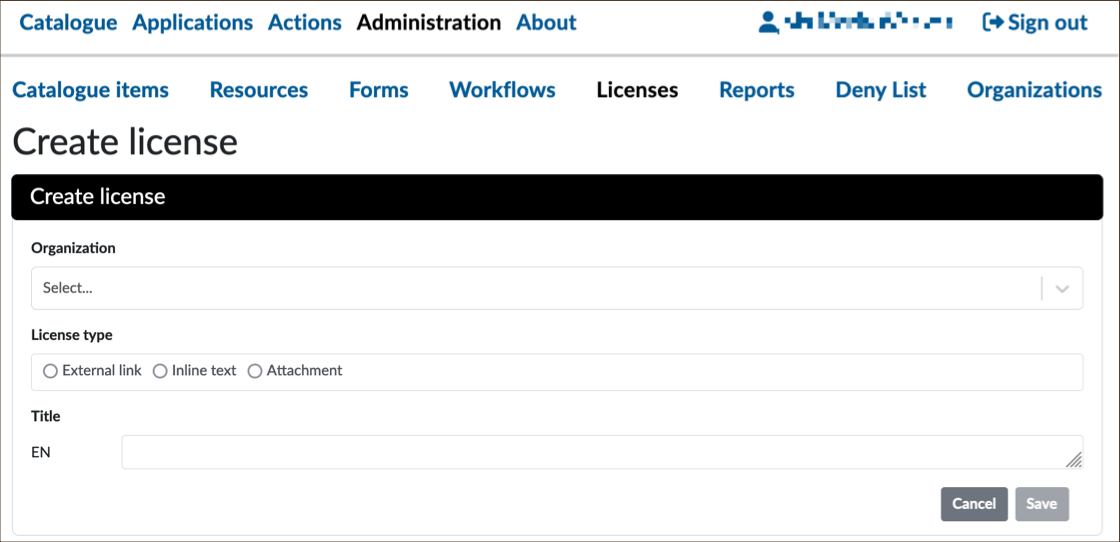 Catalogue Applications Actions Administration About Sign out
Catalogue items Resources Forms Workflows Licenses Reports Deny List Organizations
Create license
Create license
Organization
Select...
License type
External link Inline text Attachment
Title
EN
Cancel Save